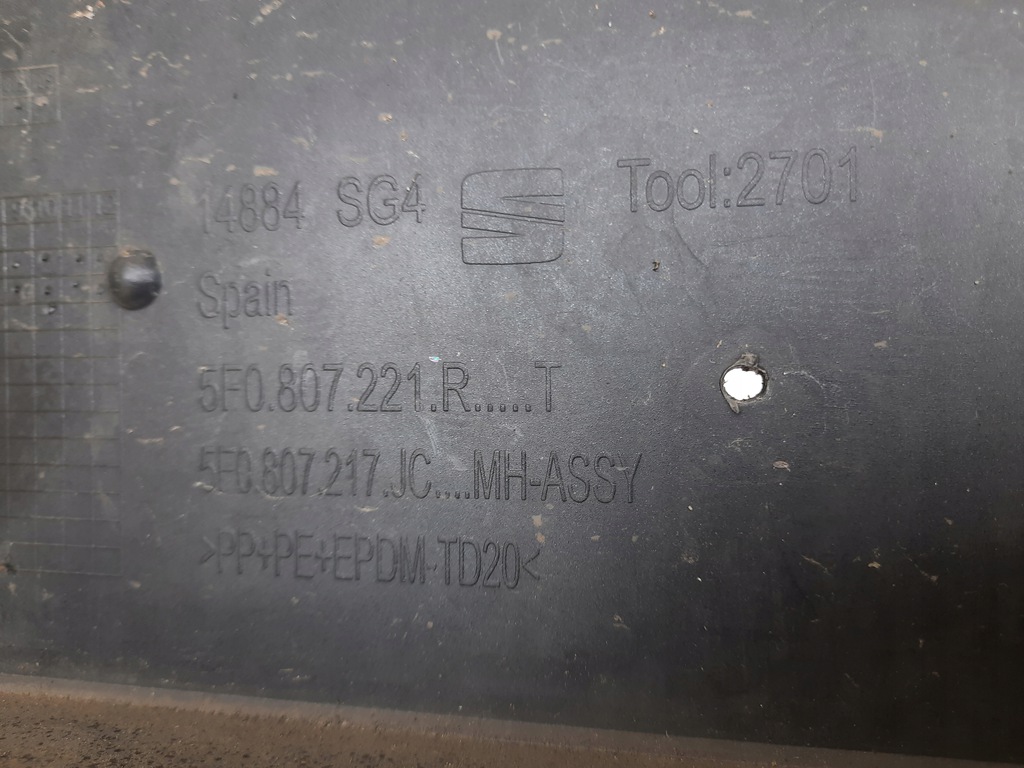 14884 SG4 Tool:2701
Spain
5F0.807.221.R.....T
5F0.807.217.JC....MH-ASSY
>PP+PE+EPDM-TD20<